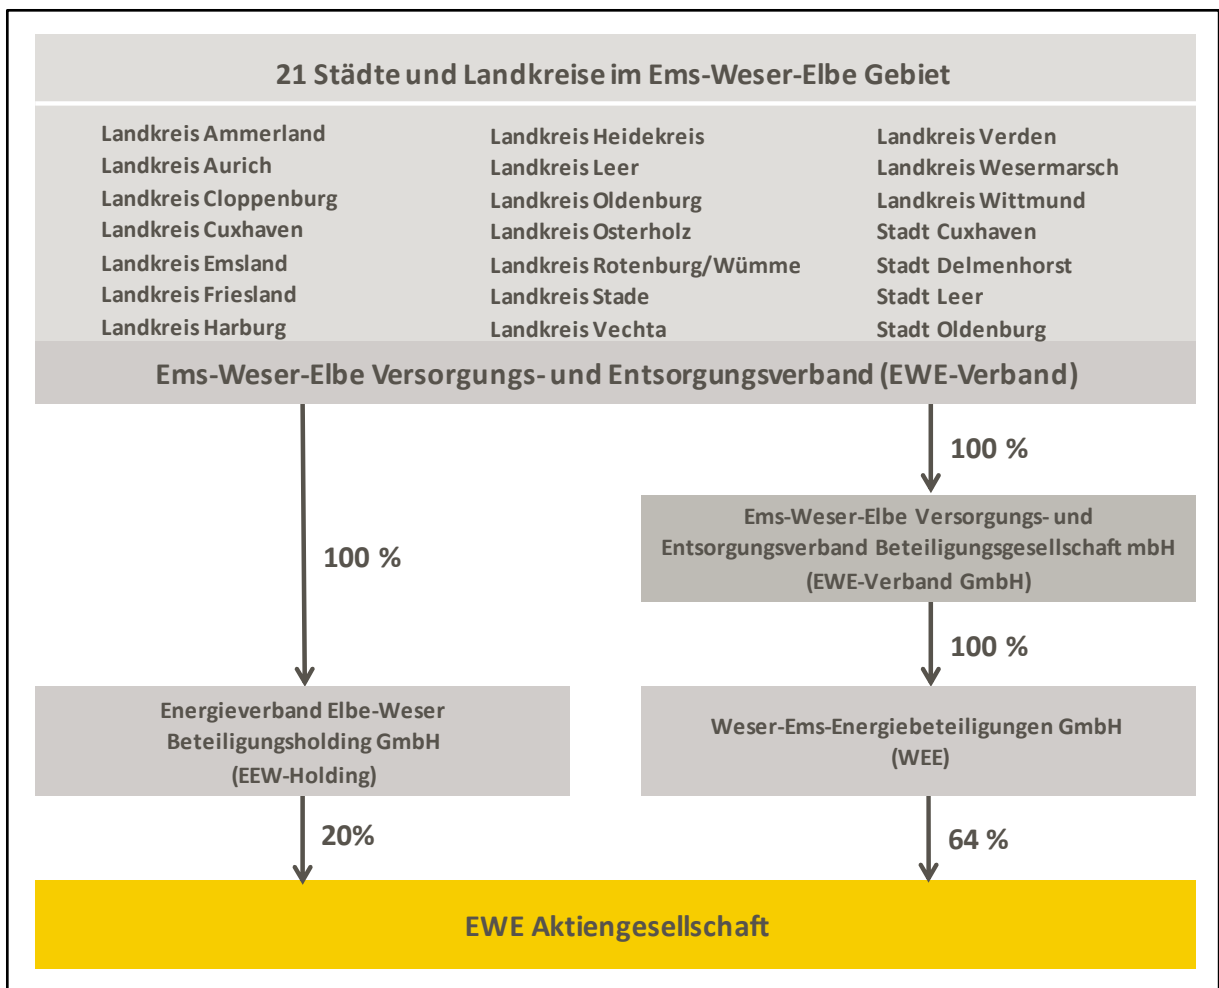 21 Städte und Landkreise im Ems-Weser-Elbe Gebiet
Landkreis Ammerland
Landkreis Aurich
Landkreis Cloppenburg
Landkreis Cuxhaven
Landkreis Emsland
Landkreis Friesland
Landkreis Harburg
Landkreis Heidekreis
Landkreis Leer
Landkreis Oldenburg
Landkreis Osterholz
Landkreis Rotenburg/Wümme
Landkreis Stade
Landkreis Vechta
Landkreis Verden
Landkreis Wesermarsch
Landkreis Wittmund
Stadt Cuxhaven
Stadt Delmenhorst
Stadt Leer
Stadt Oldenburg
Ems-Weser-Elbe Versorgungs- und Entsorgungsverband (EWE-Verband)
100 %
100 %
Ems-Weser-Elbe Versorgungs- und
Entsorgungsverband Beteiligungsgesellschaft mbH
(EWE-Verband GmbH)
100 %
Energieverband Elbe-Weser
Beteiligungsholding GmbH
(EEW-Holding)
Weser-Ems-Energiebeteiligungen GmbH
(WEE)
20%
64 %
EWE Aktiengesellschaft